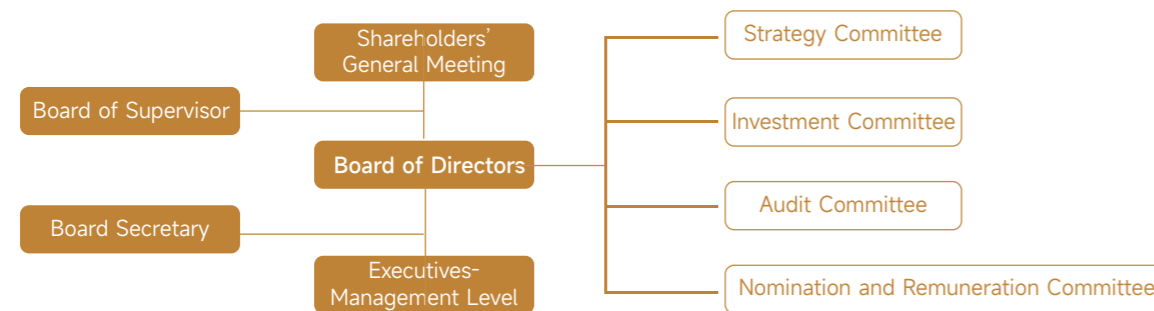 Shareholders'
General Meeting
Board of Supervisor
Board of Directors
Board Secretary
Executives-
Management Level
Strategy Committee
Investment Committee
Audit Committee
Nomination and Remuneration Committee